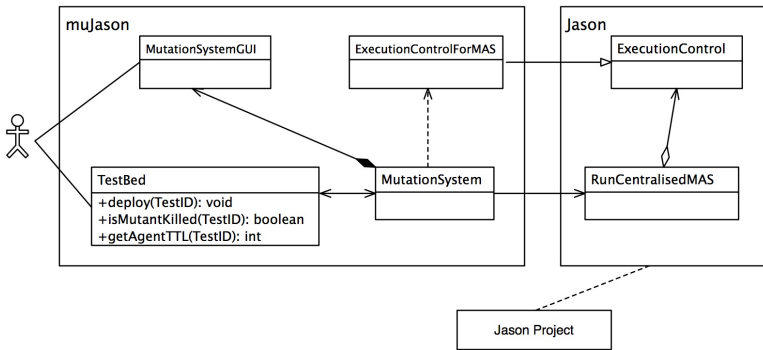 muJason
MutationSystemGUI
ExecutionControlForMAS
Jason
ExecutionControl
TestBed
+deploy(TestID): void
+isMutantKilled(TestID): boolean
+getAgentTTL(TestID): int
MutationSystem
RunCentralisedMAS
Jason Project